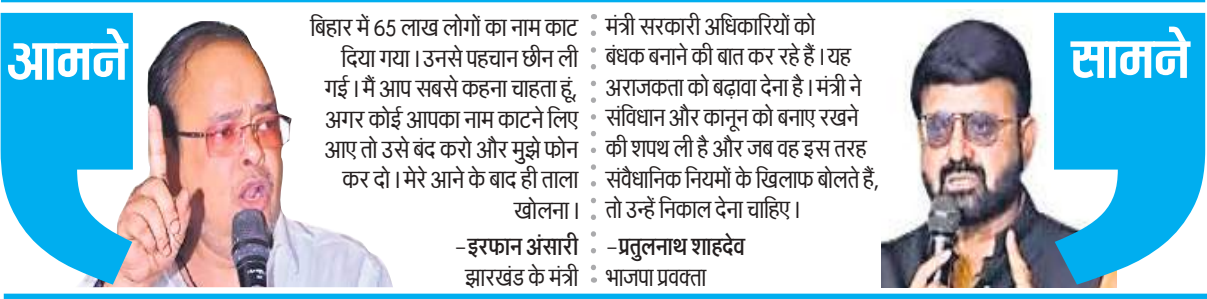 आमने
बिहार में 65 लाख लोगों का नाम काट
दिया गया। उनसे पहचान छीन ली
गई। मैं आप सबसे कहना चाहता हूं,
अगर कोई आपका नाम काटने लिए
आए तो उसे बंद करो और मुझे फोन
कर दो। मेरे आने के बाद ही ताला
खोलना।
-इरफान अंसारी
झारखंड के मंत्री
मंत्री सरकारी अधिकारियों को
बंधक बनाने की बात कर रहे हैं। यह
अराजकता को बढ़ावा देना है। मंत्री ने
संविधान और कानून को बनाए रखने
की शपथ ली है और जब वह इस तरह
संवैधानिक नियमों के खिलाफ बोलते हैं,
तो उन्हें निकाल देना चाहिए।
-प्रतुलनाथ शाहदेव
भाजपा प्रवक्ता
सामने